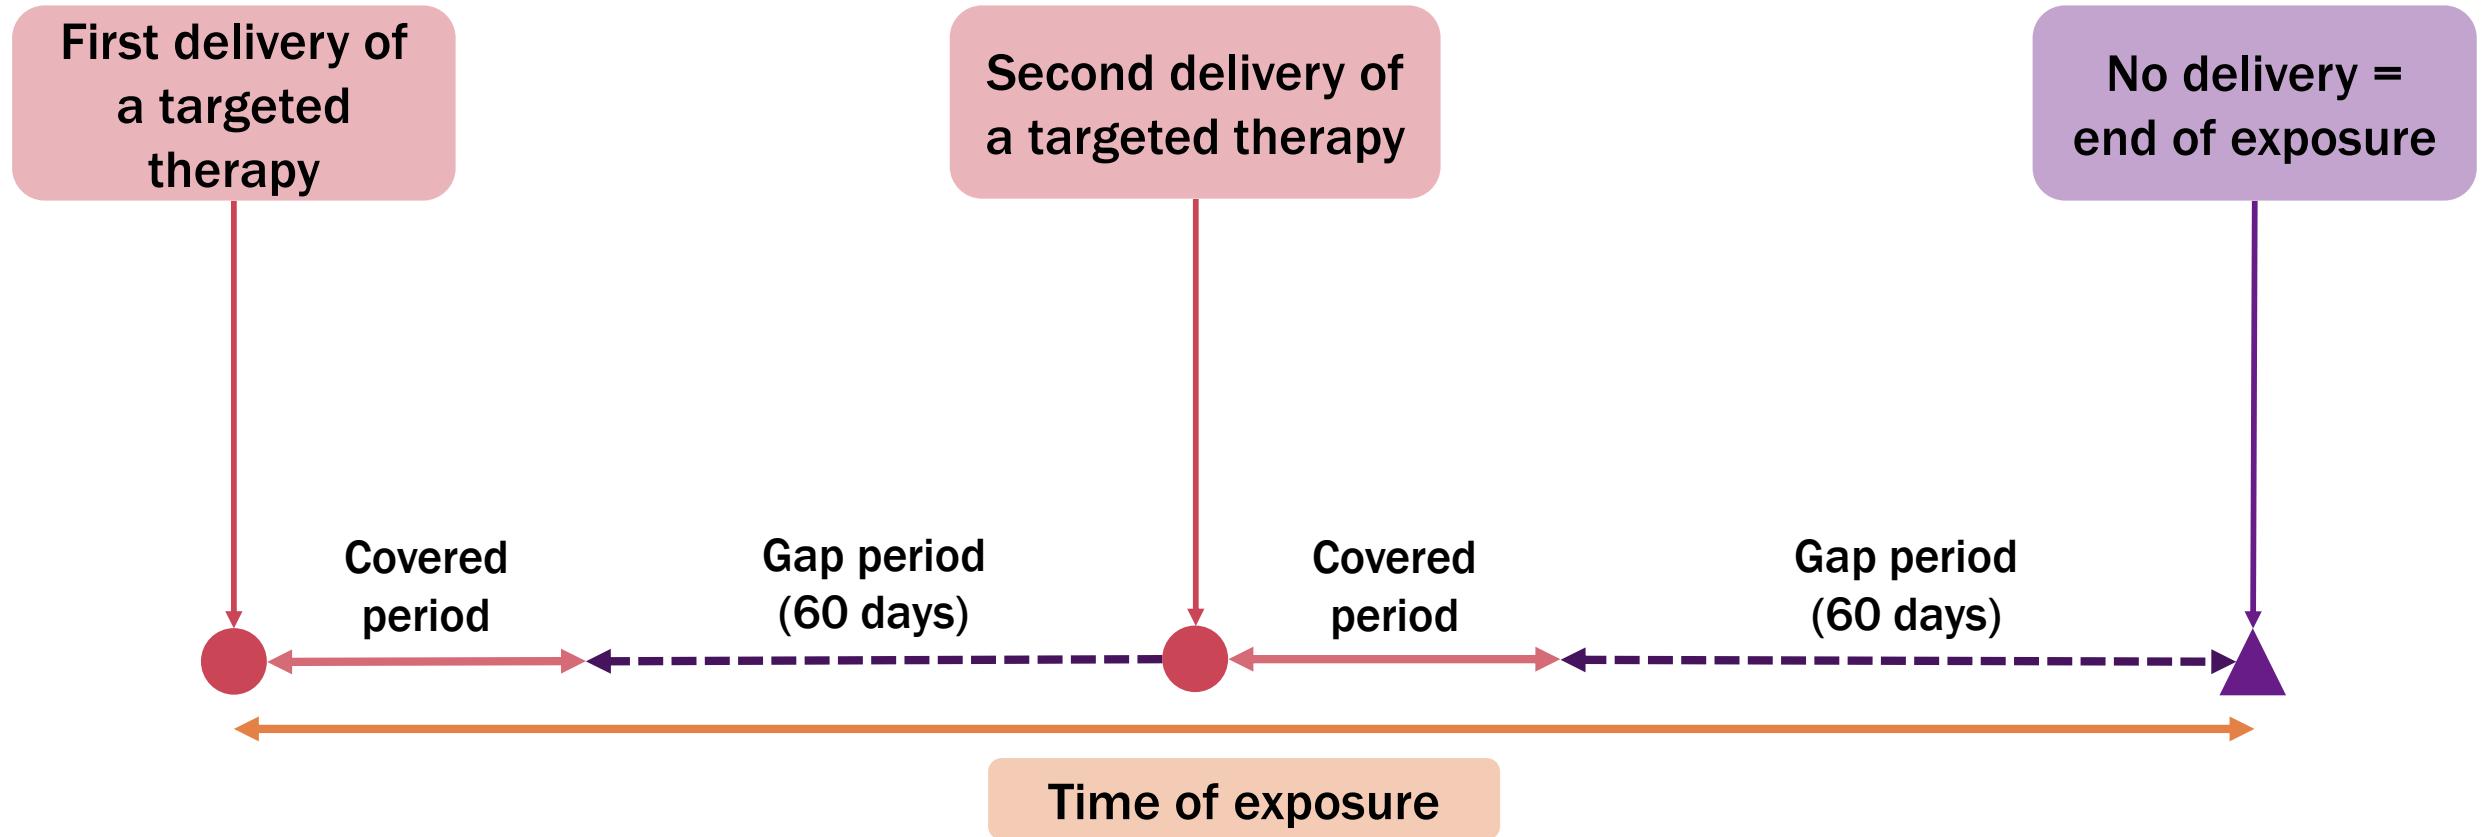 First delivery of
a targeted
therapy
Second delivery of
a targeted therapy
No delivery =
end of exposure
Covered
period
Gap period
(60 days)
Covered
period
Gap period
(60 days)
Time of exposure